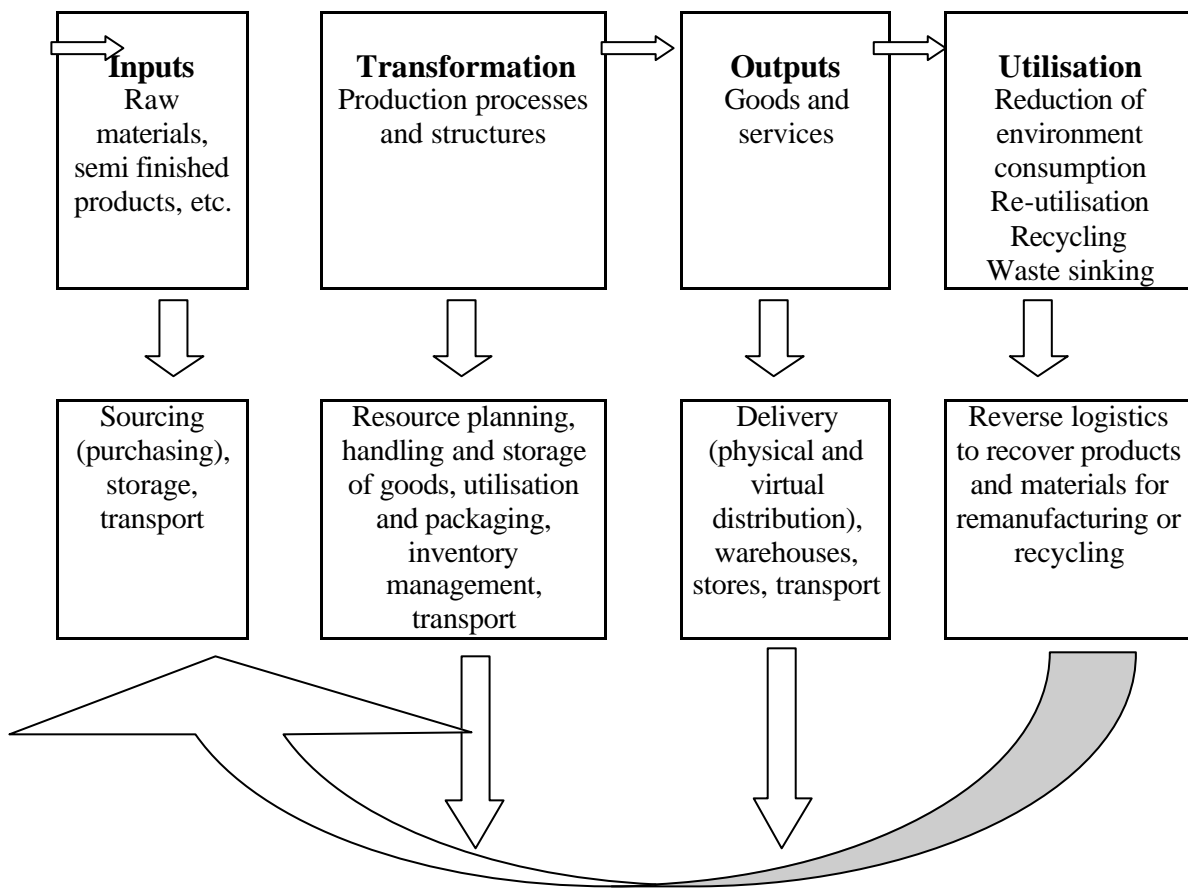 Inputs
Raw
materials,
semi finished
products, etc.
Transformation
Production processes
and structures
Outputs
Goods and
services
Utilisation
Reduction of
environment
consumption
Re-utilisation
Recycling
Waste sinking
Sourcing
(purchasing),
storage,
transport
Resource planning,
handling and storage
of goods, utilisation
and packaging,
inventory
management,
transport
Delivery
(physical and
virtual
distribution),
warehouses,
stores, transport
Reverse logistics
to recover products
and materials for
remanufacturing or
recycling